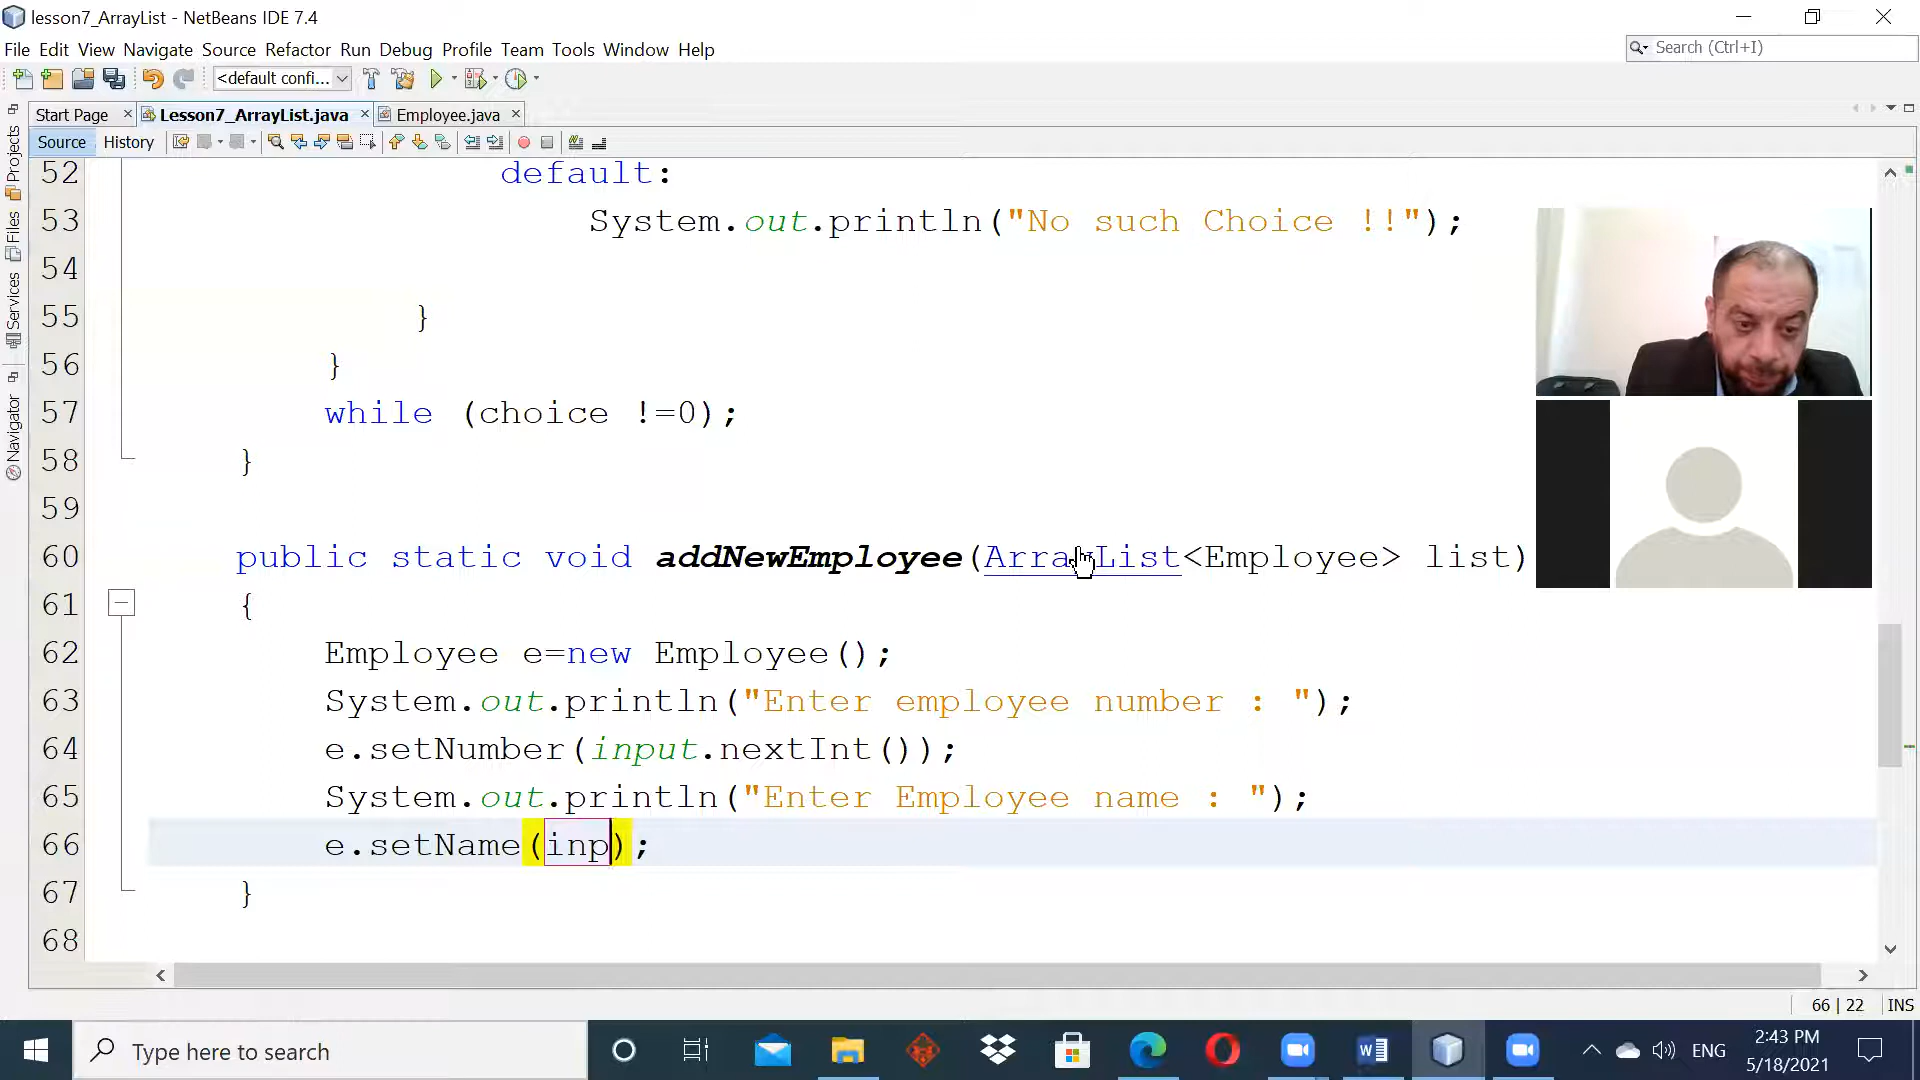 lesson7_ArrayList - NetBeans IDE 7.4
File Edit View Navigate Source Refactor Run Debug Profile Team Tools Window Help
Search (Ctrl+I)
<default confi...
Start Page Lesson7_ArrayList.java Employee.java
Source History
Projects
Files
Services
Navigator
52 default:
53 System.out.println("No such Choice !!");
54
55 }
56 }
57 while (choice !=0);
58 }
59
60 public static void addNewEmployee(ArrayList<Employee> list)
61 {
62 Employee e=new Employee();
63 System.out.println("Enter employee number : ");
64 e.setNumber(input.nextInt());
65 System.out.println("Enter Employee name : ");
66 e.setName(inp);
67 }
68
66 | 22 INS
Type here to search
ENG
2:43 PM
5/18/2021